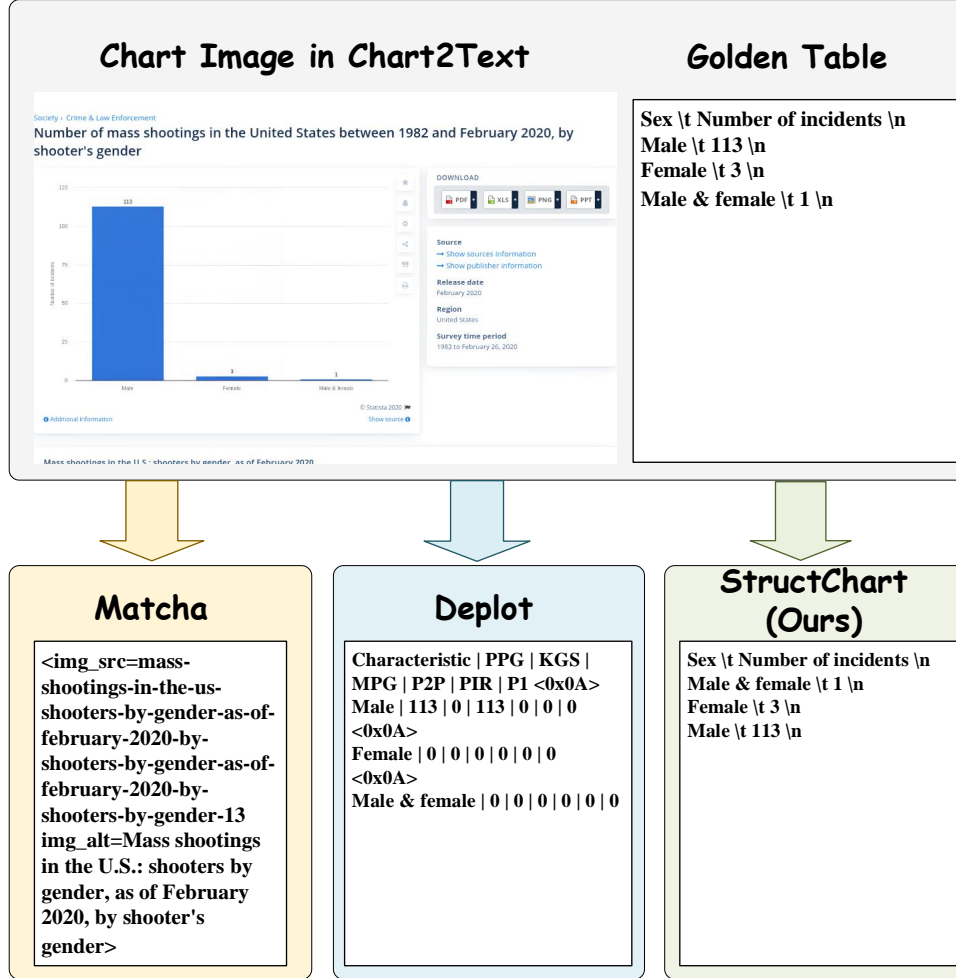 Chart Image in Chart2Text
Society › Crime & Law Enforcement
Number of mass shootings in the United States between 1982 and February 2020, by
shooter's gender
125
100
75
50
25
0
Number of incidents
113
3
1
Male
Female
Male & female
© Statista 2020
Additional Information
Show source
DOWNLOAD
PDF
XLS
PNG
PPT
Source
→ Show sources information
→ Show publisher information
Release date
February 2020
Region
United States
Survey time period
1982 to February 26, 2020
Mass shootings in the U.S.: shooters by gender, as of February 2020
Golden Table
Sex \t Number of incidents \n
Male \t 113 \n
Female \t 3 \n
Male & female \t 1 \n
Matcha
<img_src=mass-
shootings-in-the-us-
shooters-by-gender-as-of-
february-2020-by-
shooters-by-gender-as-of-
february-2020-by-
shooters-by-gender-13
img_alt=Mass shootings
in the U.S.: shooters by
gender, as of February
2020, by shooter's
gender>
Deplot
Characteristic | PPG | KGS |
MPG | P2P | PIR | P1 <0x0A>
Male | 113 | 0 | 113 | 0 | 0 | 0
<0x0A>
Female | 0 | 0 | 0 | 0 | 0 | 0
<0x0A>
Male & female | 0 | 0 | 0 | 0 | 0 | 0
StructChart
(Ours)
Sex \t Number of incidents \n
Male & female \t 1 \n
Female \t 3 \n
Male \t 113 \n